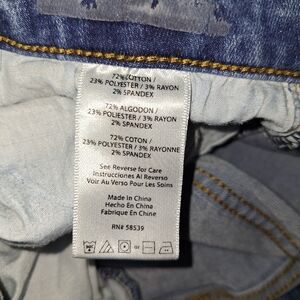 72% COTTON /
23% POLYESTER / 3% RAYON
2% SPANDEX
72% ALGODON /
23% POLIESTER / 3% RAYON
2% SPANDEX
72% COTON /
23% POLYESTER / 3% RAYONNE
2% SPANDEX
See Reverse for Care
Instrucciones Al Reverso
Voir Au Verso Pour Les Soins
Made In China
Hecho En China
Fabrique En Chine
RN# 58539